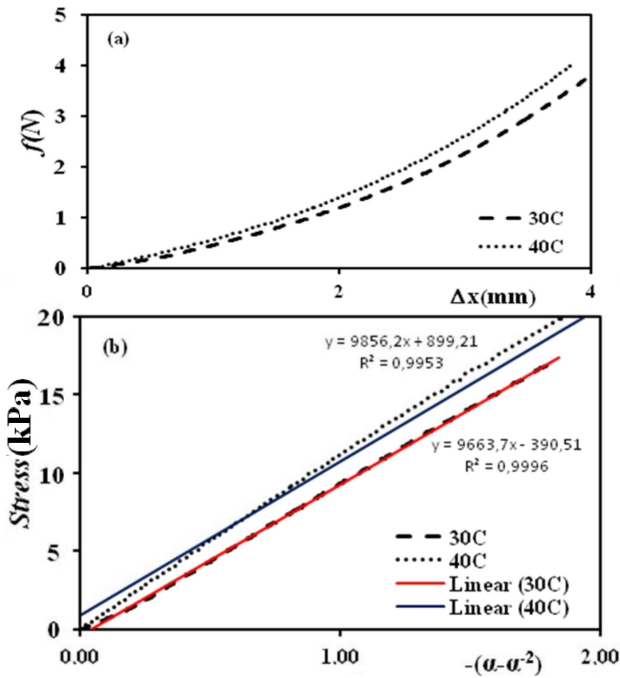 (a)
f(N)
5
4
3
2
1
0
30C
40C
0
2
4
Δx(mm)
(b)
Stress(kPa)
20
15
10
5
0
y = 9856,2x + 899,21
R² = 0,9953
y = 9663,7x - 390,51
R² = 0,9996
30C
40C
Linear (30C)
Linear (40C)
0.00
1.00
2.00
-(α-α⁻²)